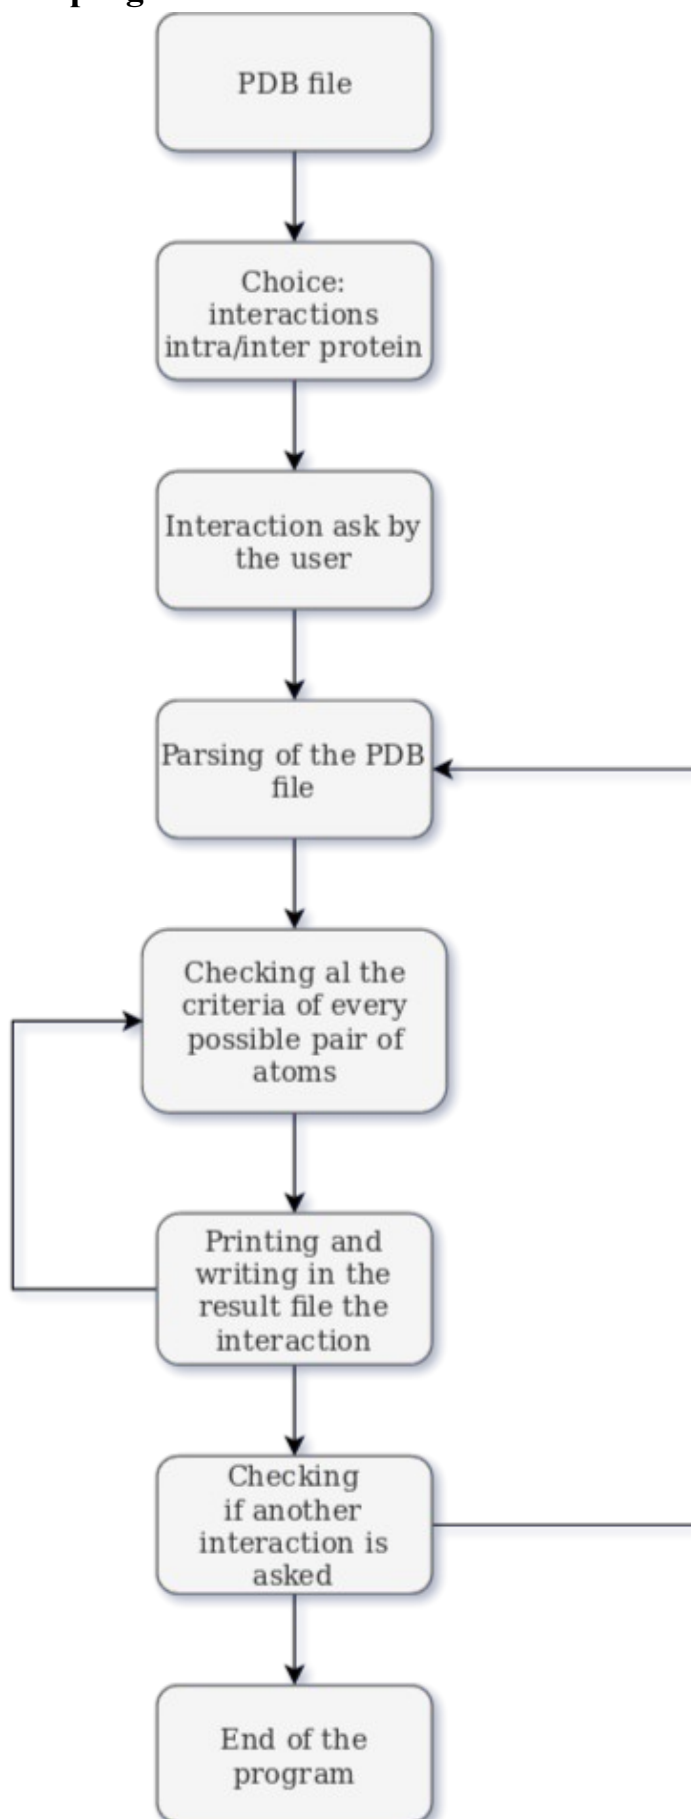 PDB file
Choice:
interactions
intra/inter protein
Interaction ask by
the user
Parsing of the PDB
file
Checking al the
criteria of every
possible pair of
atoms
Printing and
writing in the
result file the
interaction
Checking
if another
interaction is
asked
End of the
program